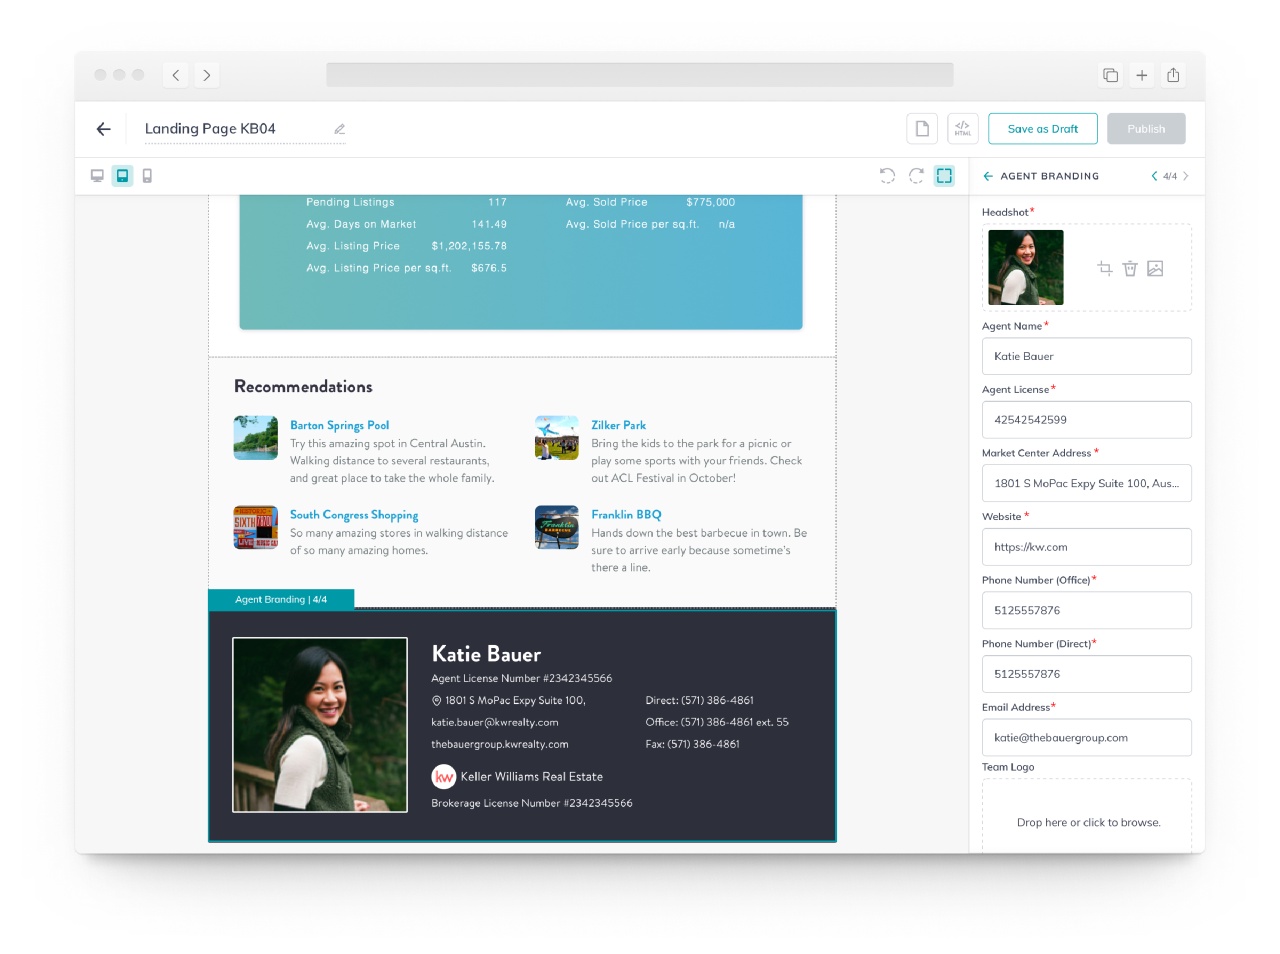 Landing Page KB04
HTML
Save as Draft
Publish
Pending Listings 117
Avg. Days on Market 141.49
Avg. Listing Price $1,202,155.78
Avg. Listing Price per sq.ft. $676.5
Avg. Sold Price $775,000
Avg. Sold Price per sq.ft. n/a
Recommendations
Barton Springs Pool
Try this amazing spot in Central Austin.
Walking distance to several restaurants,
and great place to take the whole family.
Zilker Park
Bring the kids to the park for a picnic or
play some sports with your friends. Check
out ACL Festival in October!
South Congress Shopping
So many amazing stores in walking distance
of so many amazing homes.
Franklin BBQ
Hands down the best barbecue in town. Be
sure to arrive early because sometime's
there a line.
Agent Branding | 4/4
Katie Bauer
Agent License Number #2342345566
1801 S MoPac Expy Suite 100,
katie.bauer@kwrealty.com
thebauergroup.kwrealty.com
Direct: (571) 386-4861
Office: (571) 386-4861 ext. 55
Fax: (571) 386-4861
kw Keller Williams Real Estate
Brokerage License Number #2342345566
AGENT BRANDING
4/4
Headshot*
Agent Name*
Katie Bauer
Agent License*
42542542599
Market Center Address *
1801 S MoPac Expy Suite 100, Aus...
Website *
https://kw.com
Phone Number (Office)*
5125557876
Phone Number (Direct)*
5125557876
Email Address*
katie@thebauergroup.com
Team Logo
Drop here or click to browse.